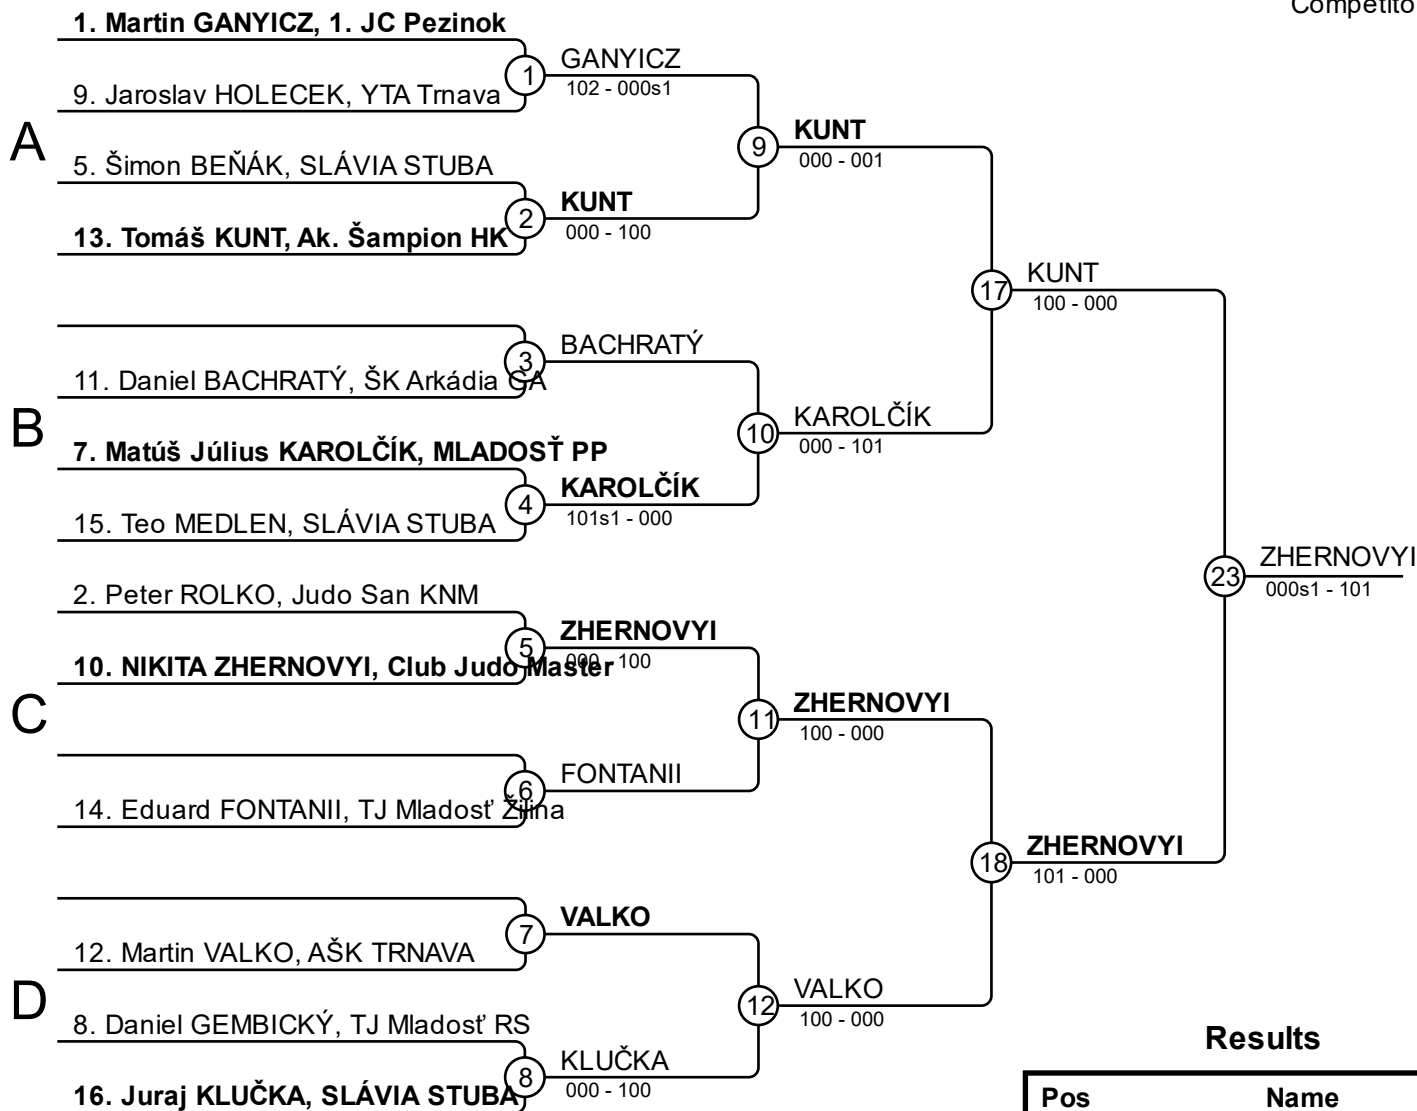 Competito
1. Martin GANYICZ, 1. JC Pezinok
1
GANYICZ
102 - 000s1
9. Jaroslav HOLECEK, YTA Trnava
A
9
KUNT
000 - 001
5. Šimon BEŇÁK, SLÁVIA STUBA
2
KUNT
000 - 100
13. Tomáš KUNT, Ak. Šampion HK
17
KUNT
100 - 000
3
BACHRATÝ
11. Daniel BACHRATÝ, ŠK Arkádia GA
B
10
KAROLČÍK
000 - 101
7. Matúš Július KAROLČÍK, MLADOSŤ PP
4
KAROLČÍK
101s1 - 000
15. Teo MEDLEN, SLÁVIA STUBA
23
ZHERNOVYI
000s1 - 101
2. Peter ROLKO, Judo San KNM
5
ZHERNOVYI
000 - 100
10. NIKITA ZHERNOVYI, Club Judo Master
C
11
ZHERNOVYI
100 - 000
6
FONTANII
14. Eduard FONTANII, TJ Mladosť Žilina
18
ZHERNOVYI
101 - 000
7
VALKO
12. Martin VALKO, AŠK TRNAVA
D
12
VALKO
100 - 000
8. Daniel GEMBICKÝ, TJ Mladosť RS
8
KLUČKA
000 - 100
16. Juraj KLUČKA, SLÁVIA STUBA
Results
Pos Name